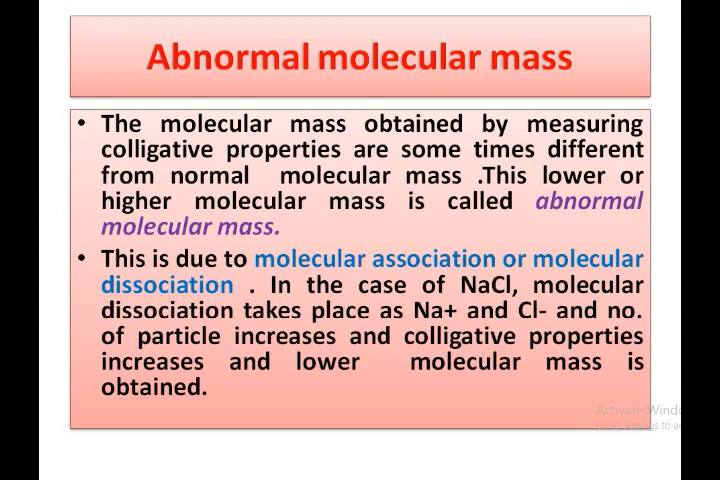 Abnormal molecular mass
• The molecular mass obtained by measuring
colligative properties are some times different
from normal molecular mass .This lower or
higher molecular mass is called abnormal
molecular mass.
• This is due to molecular association or molecular
dissociation . In the case of NaCl, molecular
dissociation takes place as Na+ and Cl- and no.
of particle increases and colligative properties
increases and lower molecular mass is
obtained.
Activate Wind
to a